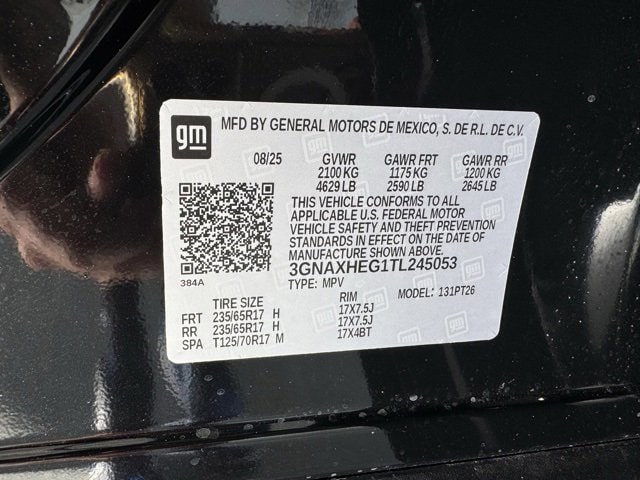 gm MFD BY GENERAL MOTORS DE MEXICO, S. DE R.L. DE C.V.
08/25 GVWR GAWR FRT GAWR RR
2100 KG 1175 KG 1200 KG
4629 LB 2590 LB 2645 LB
THIS VEHICLE CONFORMS TO ALL
APPLICABLE U.S. FEDERAL MOTOR
VEHICLE SAFETY AND THEFT PREVENTION
STANDARDS IN EFFECT ON THE DATE OF
MANUFACTURE SHOWN ABOVE.
384A 3GNAXHEG1TL245053
TYPE: MPV MODEL: 131PT26
TIRE SIZE RIM
FRT 235/65R17 H 17X7.5J
RR 235/65R17 H 17X7.5J
SPA T125/70R17 M 17X4BT